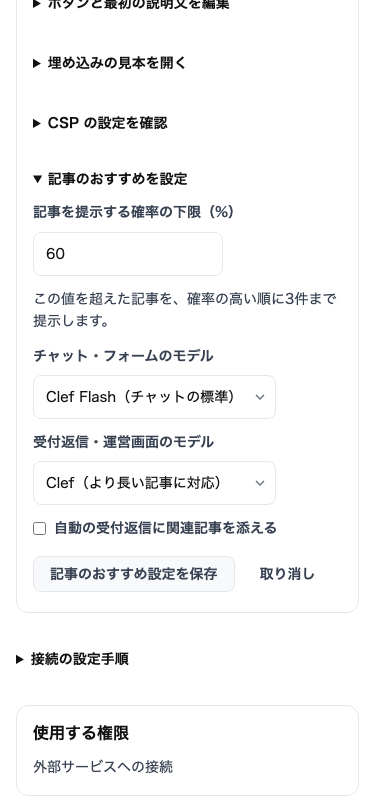 ▶ ボタンと最初の説明文を編集
▶ 埋め込みの見本を開く
▶ CSP の設定を確認
▼ 記事のおすすめを設定
記事を提示する確率の下限（%）
60
この値を超えた記事を、確率の高い順に3件まで
提示します。
チャット・フォームのモデル
Clef Flash（チャットの標準）
受付返信・運営画面のモデル
Clef（より長い記事に対応）
自動の受付返信に関連記事を添える
記事のおすすめ設定を保存 取り消し
▶ 接続の設定手順
使用する権限
外部サービスへの接続